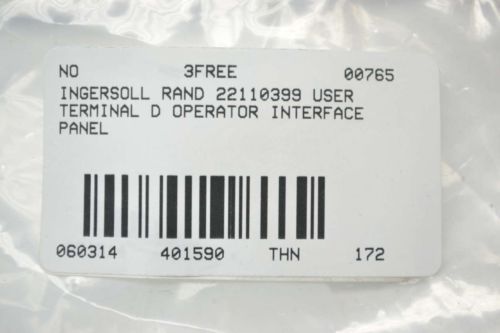 NO 3FREE 00765
INGERSOLL RAND 22110399 USER
TERMINAL D OPERATOR INTERFACE
PANEL
060314 401590 THN 172